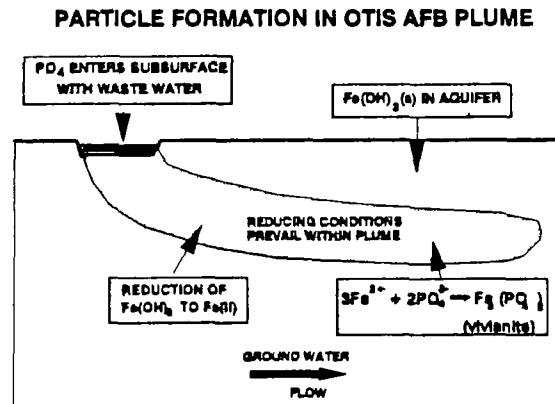 PARTICLE FORMATION IN OTIS AFB PLUME
PO₄ ENTERS SUBSURFACE
WITH WASTE WATER
Fe(OH)₃(s) IN AQUIFER
REDUCING CONDITIONS
PREVAIL WITHIN PLUME
REDUCTION OF
Fe(OH)₃ TO Fe(II)
3Fe²⁺ + 2PO₄³⁻ → Fe₃(PO₄)₂
(vivianite)
GROUND WATER
FLOW